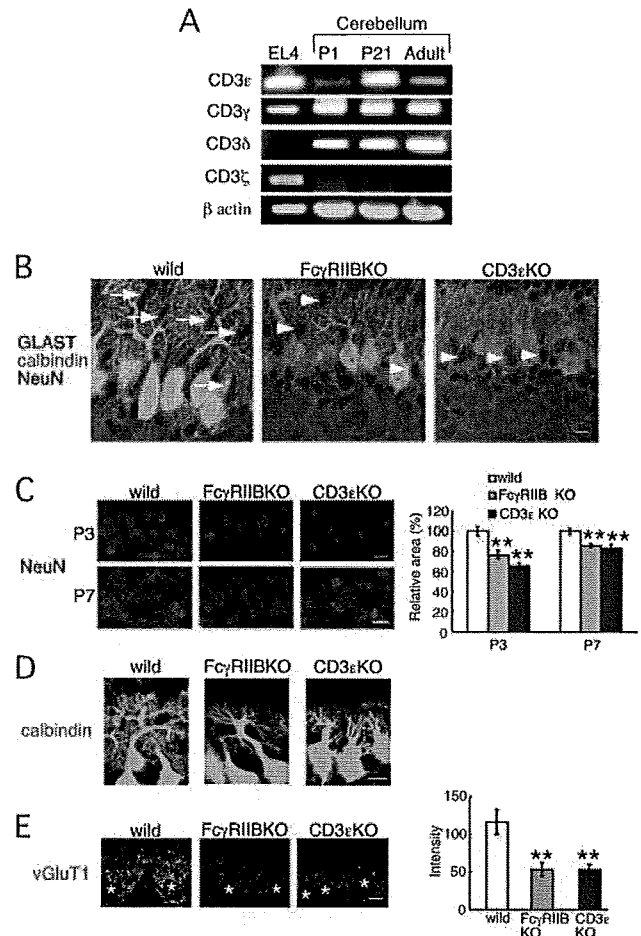 A
Cerebellum
EL4 P1 P21 Adult
CD3ε
CD3γ
CD3δ
CD3ζ
β actin
B
wild FcγRIIBKO CD3εKO
GLAST
calbindin
NeuN
C
wild FcγRIIBKO CD3εKO
P3
NeuN
P7
wild
FcγRIIB KO
CD3ε KO
Relative area (%)
120
100
80
60
40
20
0
** ** ** **
P3 P7
D
wild FcγRIIBKO CD3εKO
calbindin
E
wild FcγRIIBKO CD3εKO
vGluT1
* * * * * * *
Intensity
150
100
50
0
** **
wild FcγRIIB KO CD3ε KO